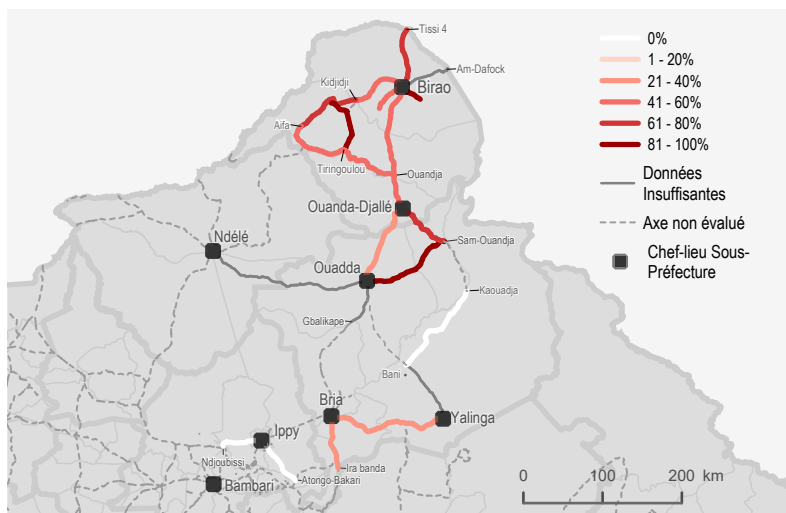 Tissi 4
0%
Am-Dafock
1 - 20%
Kidjidji
Birao
21 - 40%
41 - 60%
61 - 80%
81 - 100%
Aifa
Tiringoulou
Ouandja
Données
Insuffisantes
Ouanda-Djallé
Axe non évalué
Ndélé
Sam-Ouandja
Chef-lieu Sous-
Préfecture
Ouadda
Kaouadja
Gbalikape
Bani
Bria
Yalinga
Ippy
Ndjoubissi
Ira banda
Atongo-Bakari
Bambari
0 100 200 km